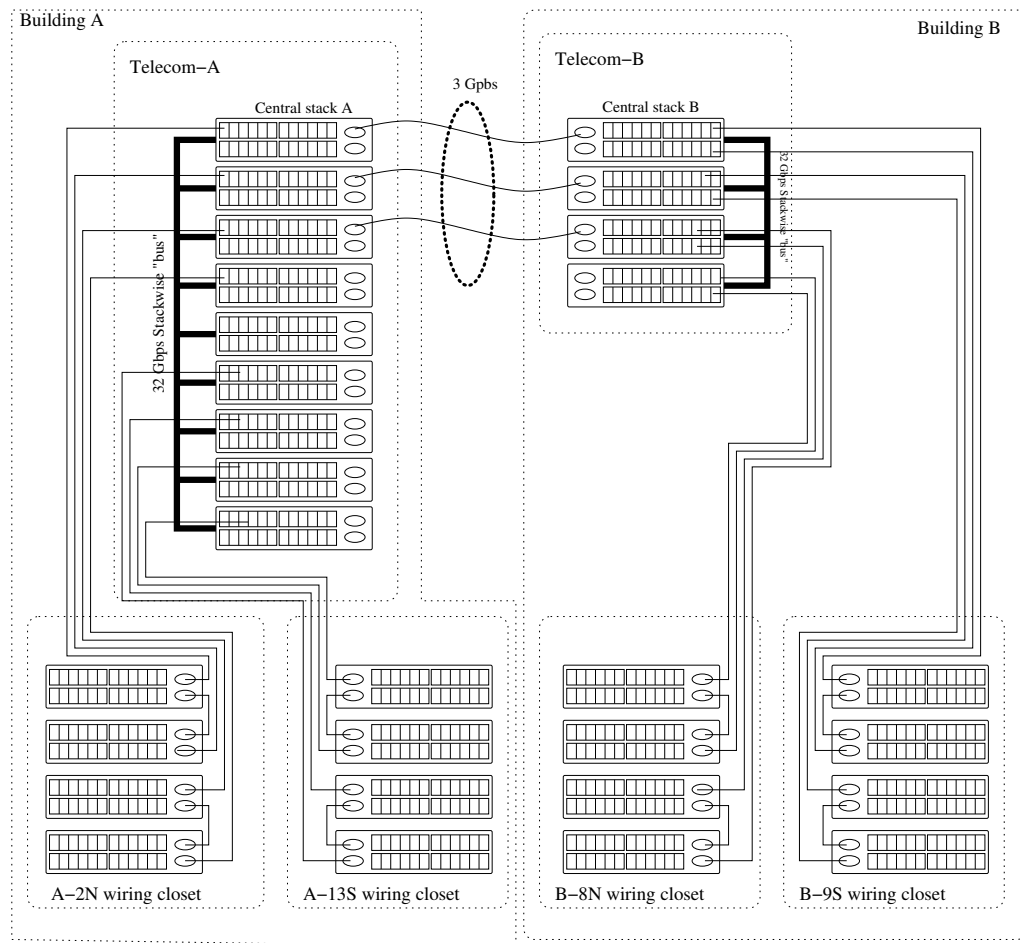 Building A
Building B
Telecom−A
Telecom−B
3 Gpbs
Central stack A
Central stack B
32 Gbps Stackwise "bus"
32 Gbps Stackwise "bus"
A−2N wiring closet
A−13S wiring closet
B−8N wiring closet
B−9S wiring closet